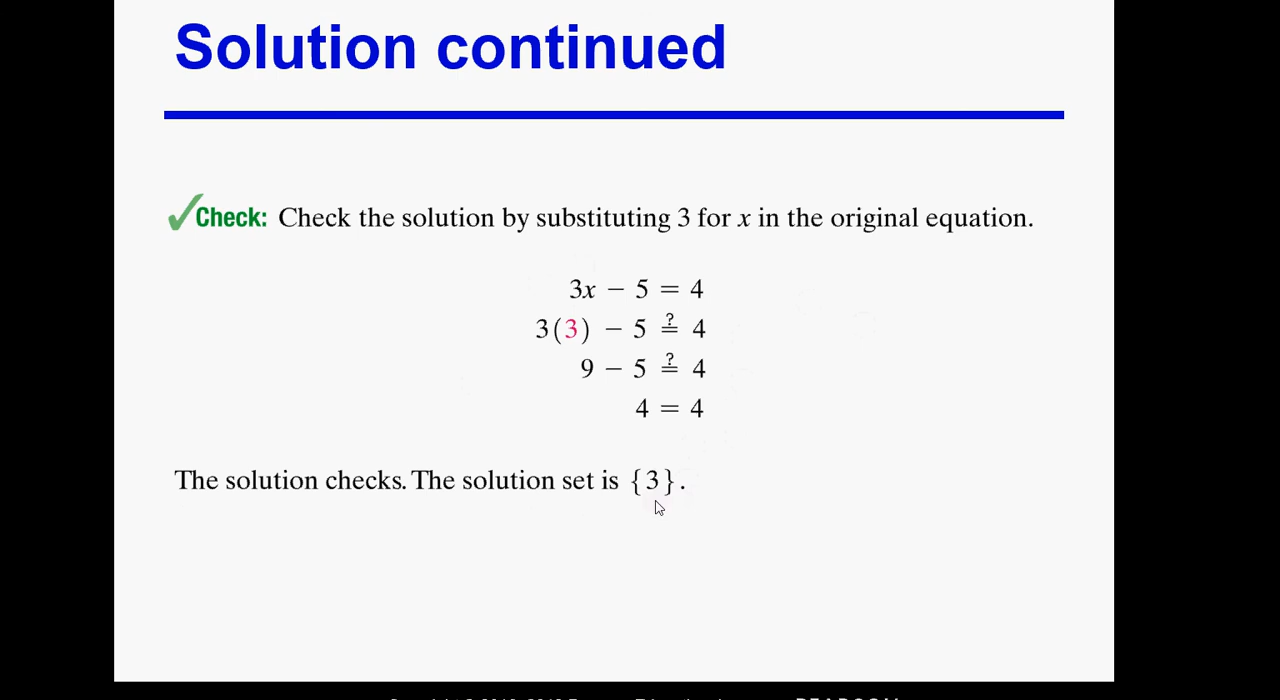 Solution continued
✓Check: Check the solution by substituting 3 for x in the original equation.
3x − 5 = 4
3(3) − 5 ≟ 4
9 − 5 ≟ 4
4 = 4
The solution checks. The solution set is {3}.